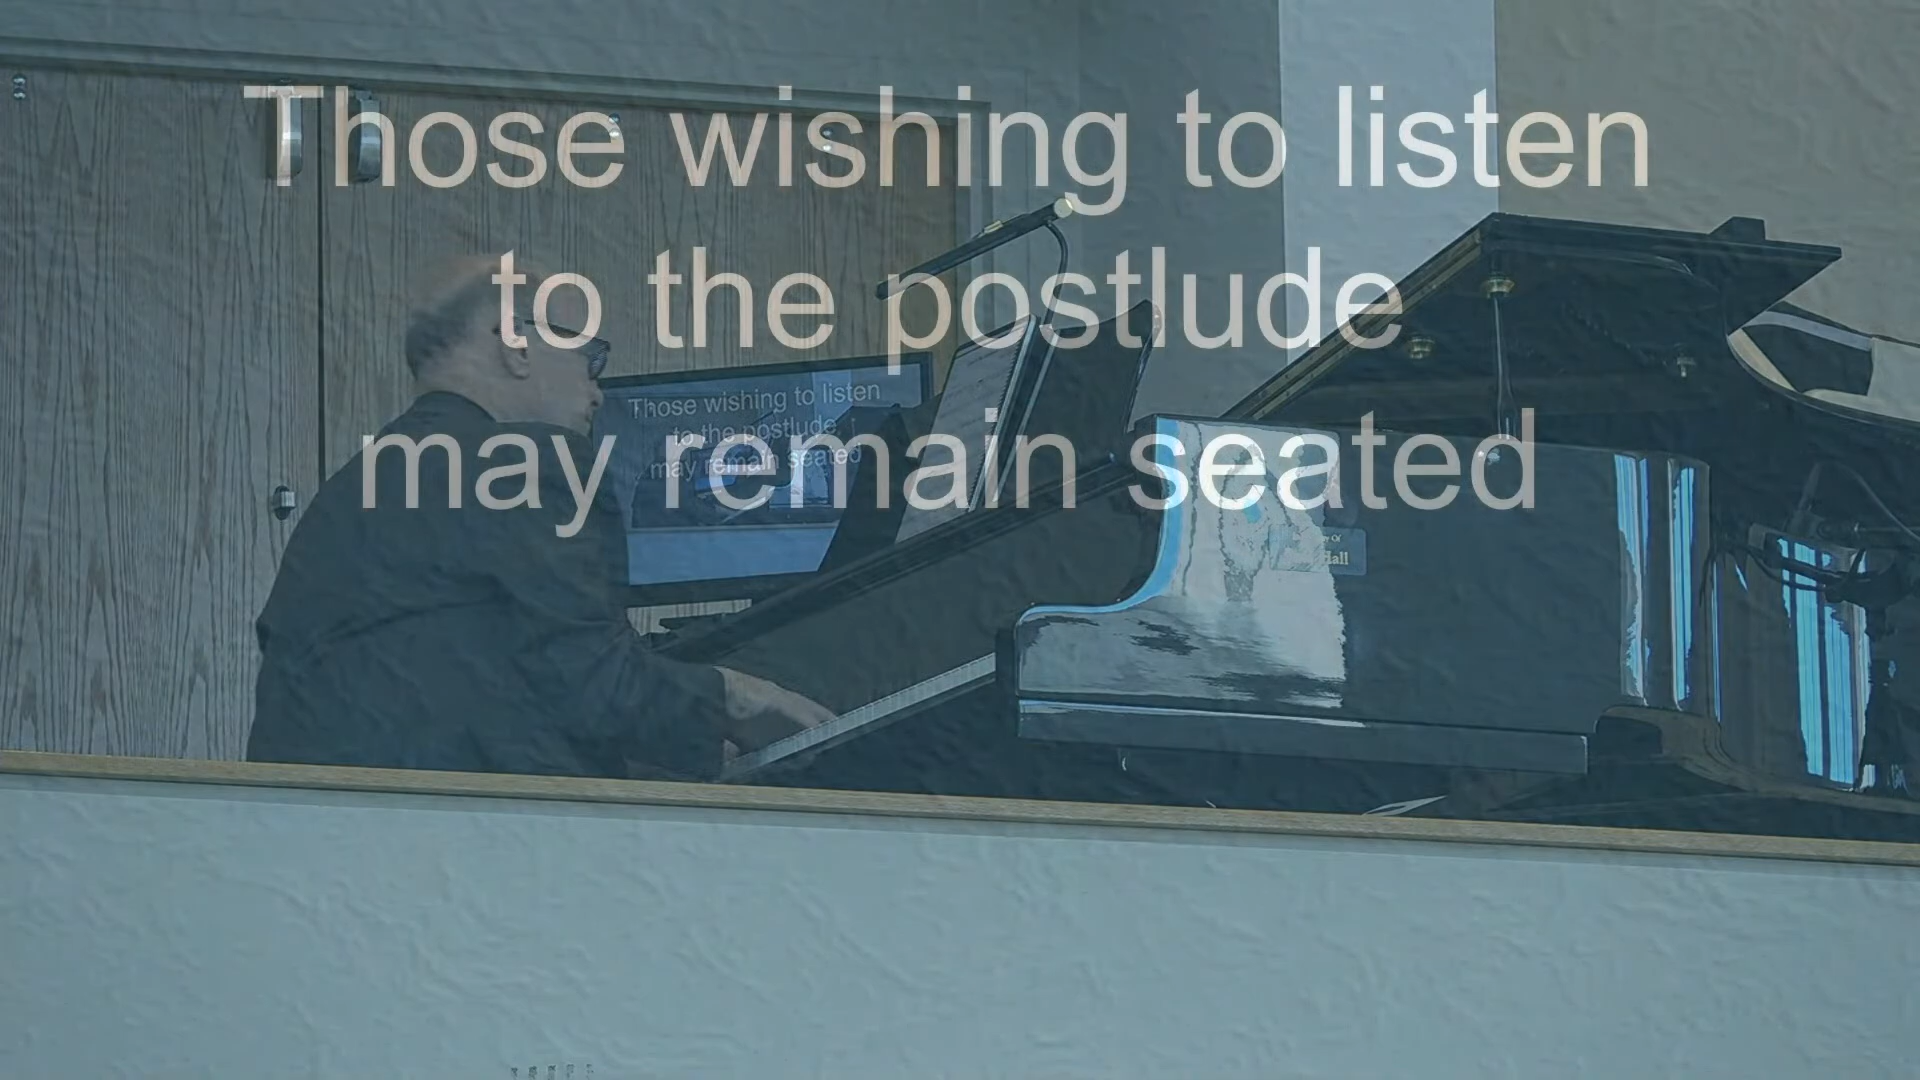 Those wishing to listen
to the postlude
may remain seated
Those wishing to listen
to the postlude
may remain seated
Of
Hall